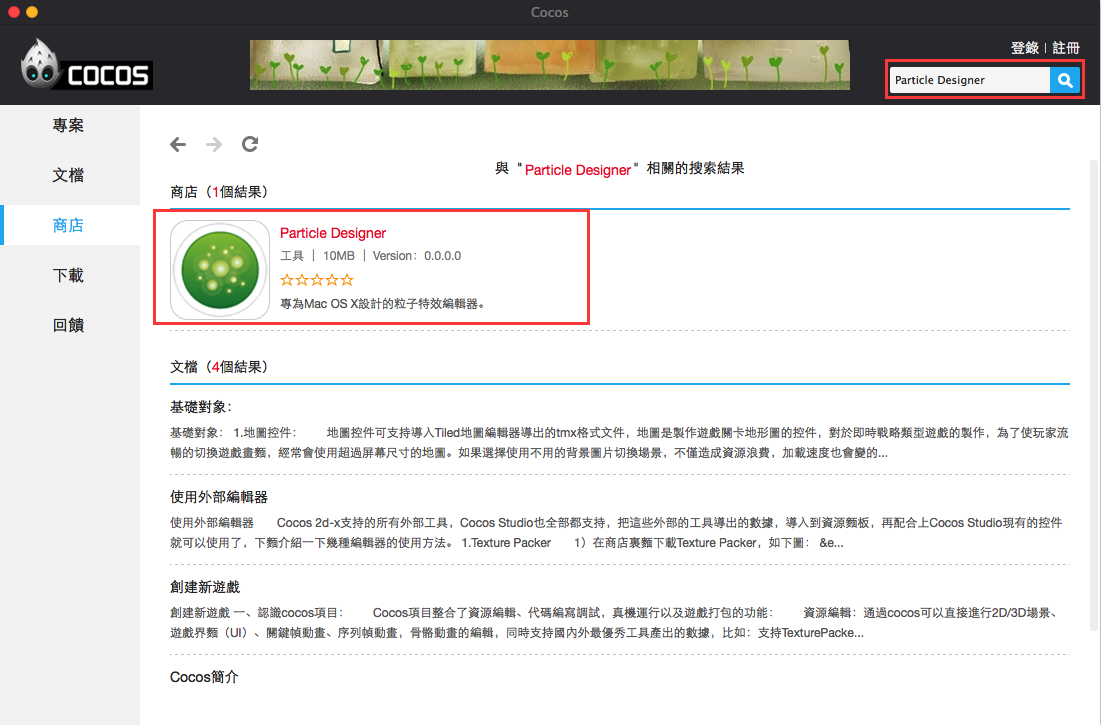 Cocos
COCOS
登錄 | 註冊
Particle Designer
專案
文檔
商店
下載
回饋
與 "Particle Designer" 相關的搜索結果
商店（1個結果）
Particle Designer
工具 | 10MB | Version：0.0.0.0
專為Mac OS X設計的粒子特效編輯器。
文檔（4個結果）
基礎對象：
基礎對象： 1.地圖控件： 地圖控件可支持導入Tiled地圖編輯器導出的tmx格式文件，地圖是製作遊戲關卡地形圖的控件，對於即時戰略類型遊戲的製作，為了使玩家流
暢的切換遊戲畫麵，經常會使用超過屏幕尺寸的地圖。如果選擇使用不用的背景圖片切換場景，不僅造成資源浪費，加載速度也會變的...
使用外部編輯器
使用外部編輯器 Cocos 2d-x支持的所有外部工具，Cocos Studio也全部都支持，把這些外部的工具導出的數據，導入到資源麵板，再配合上Cocos Studio現有的控件
就可以使用了，下麵介紹一下幾種編輯器的使用方法。 1.Texture Packer 1）在商店裏麵下載Texture Packer，如下圖： &e...
創建新遊戲
創建新遊戲 一、認識cocos項目： Cocos項目整合了資源編輯、代碼編寫調試，真機運行以及遊戲打包的功能： 資源編輯：通過cocos可以直接進行2D/3D場景、
遊戲界麵（UI）、關鍵幀動畫、序列幀動畫，骨骼動畫的編輯，同時支持國內外最優秀工具產出的數據，比如：支持TexturePacke...
Cocos簡介